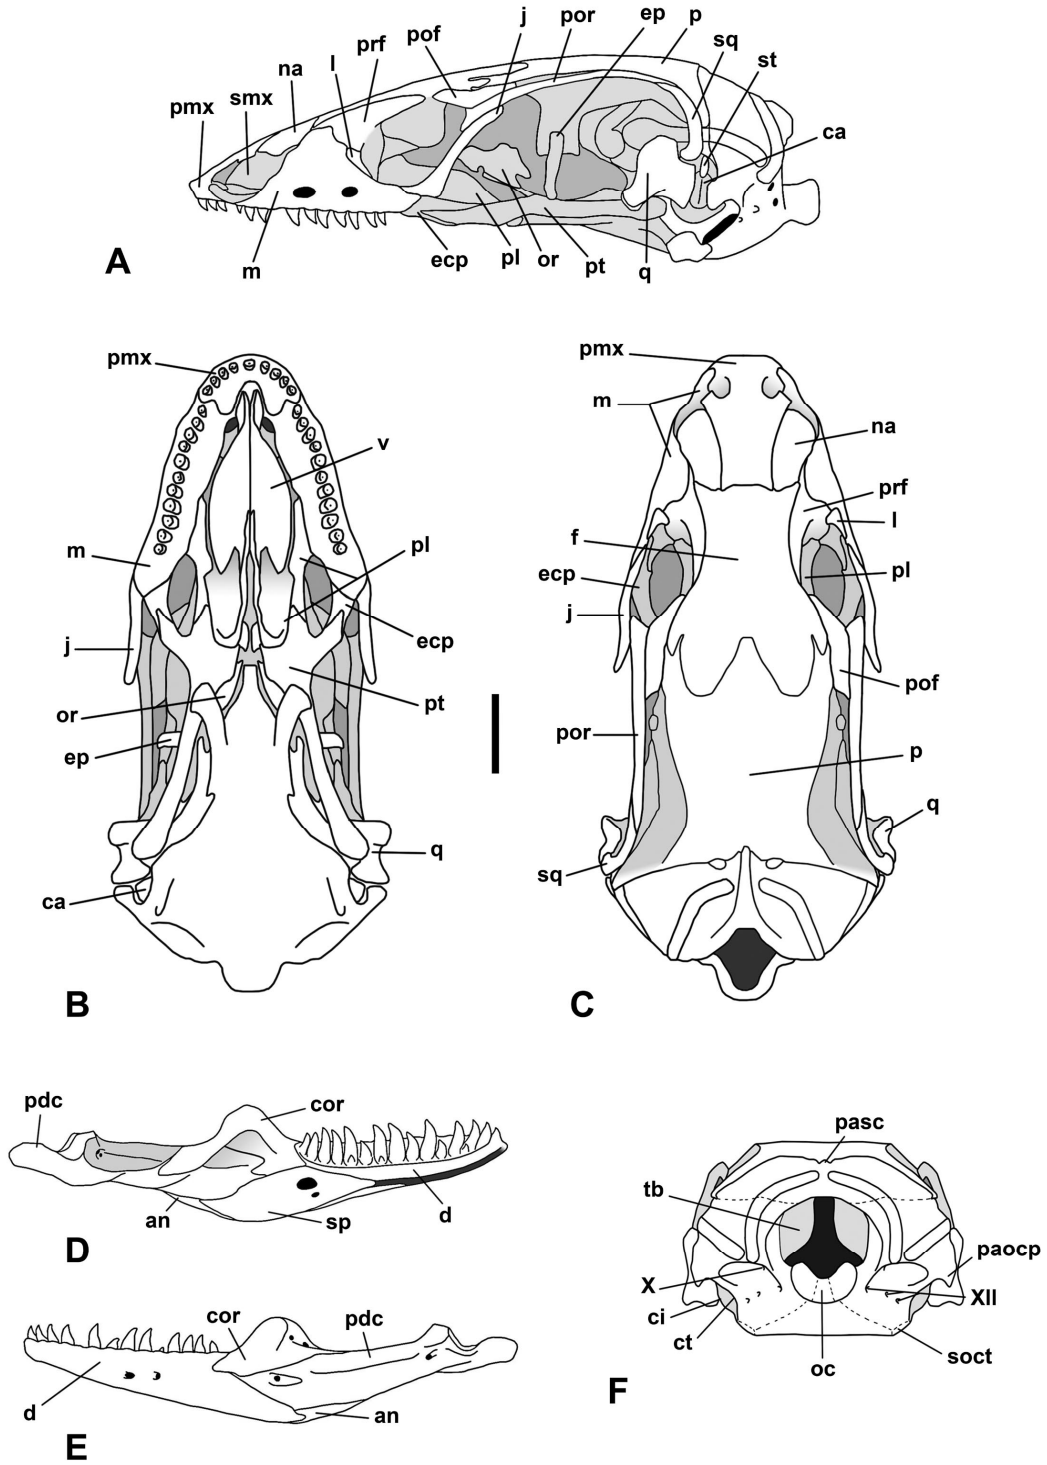 j por ep p
pof sq
prf st
na l
smx
pmx ca
A ecp pl or pt q
m
pmx pmx
m
v na
prf
l
f
m pl ecp pl
j ecp j
or pt pof
ep por p
q q
ca sq
B C
pdc cor
an sp d
D
pasc
tb
paocp
X XII
ci
ct soct
oc
F
cor pdc
d an
E